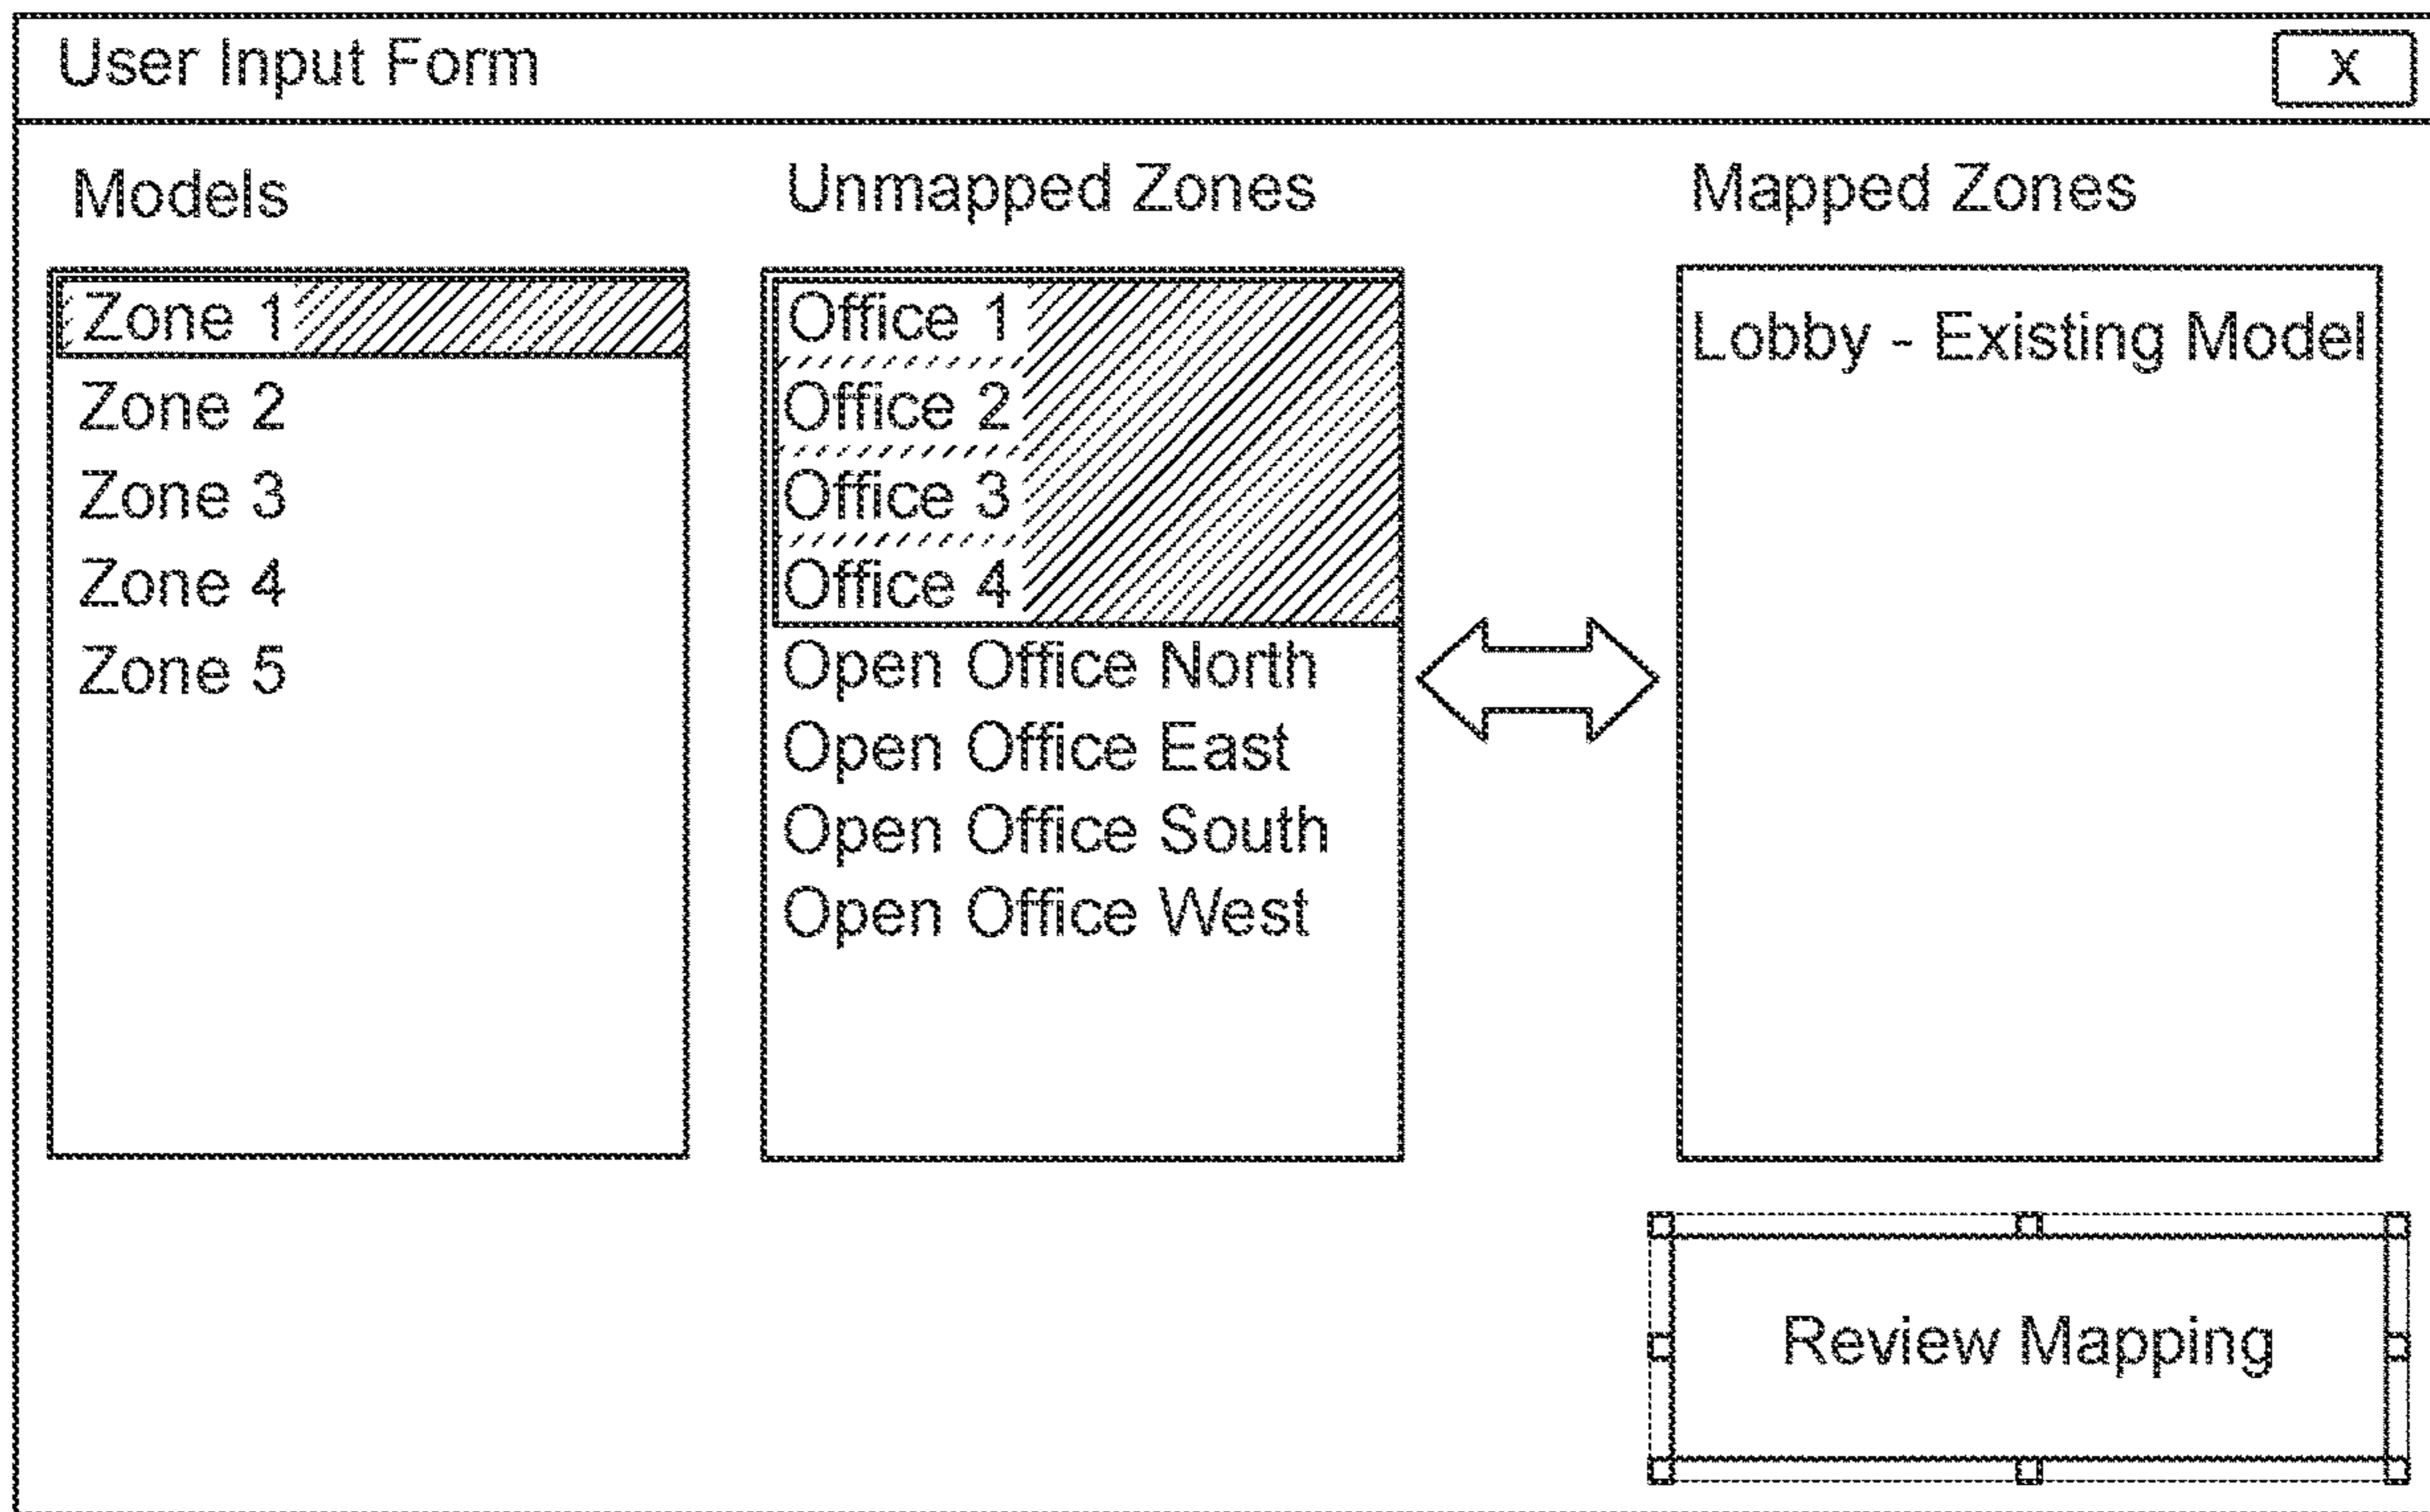 User Input Form
X
Models
Unmapped Zones
Mapped Zones
Zone 1
Zone 2
Zone 3
Zone 4
Zone 5
Office 1
Office 2
Office 3
Office 4
Open Office North
Open Office East
Open Office South
Open Office West
Lobby - Existing Model
Review Mapping